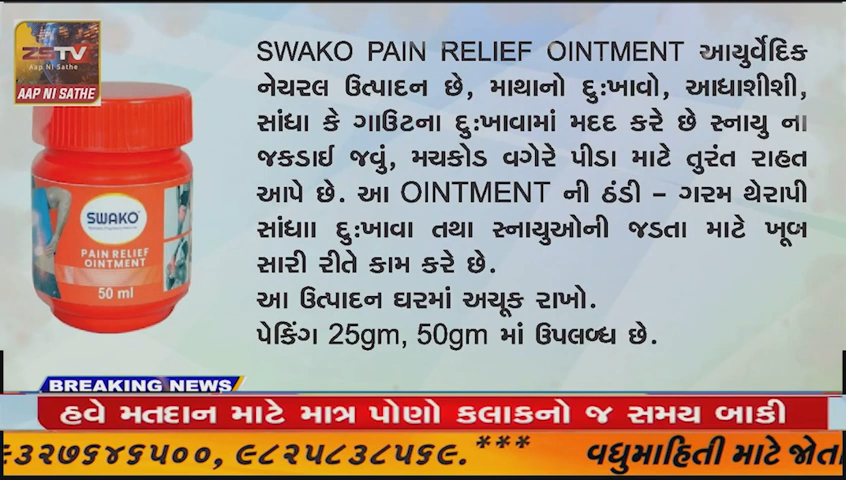 ZSTV
Aap Ni Sathe
AAP NI SATHE
SWAKO PAIN RELIEF OINTMENT આયુર્વેદિક
નેચરલ ઉત્પાદન છે, માથાનો દુઃખાવો, આધાશીશી,
સાંધા કે ગાઉટના દુઃખાવામાં મદદ કરે છે સ્નાયુ ના
જકડાઈ જવું, મચકોડ વગેરે પીડા માટે તુરંત રાહત
આપે છે. આ OINTMENT ની ઠંડી – ગરમ થેરાપી
સાંધાા દુઃખાવા તથા સ્નાયુઓની જડતા માટે ખૂબ
સારી રીતે કામ કરે છે.
આ ઉત્પાદન ઘરમાં અચૂક રાખો.
પેકિંગ 25gm, 50gm માં ઉપલબ્ધ છે.
SWAKO
PAIN RELIEF
OINTMENT
50 ml
BREAKING NEWS
હવે મતદાન માટે માત્ર પોણો કલાકનો જ સમય બાકી
૯૩૨૭૬૪૬૫૦૦, ૯૮૨૫૮૩૮૫૬૯.*** વધુમાહિતી માટે જોતા